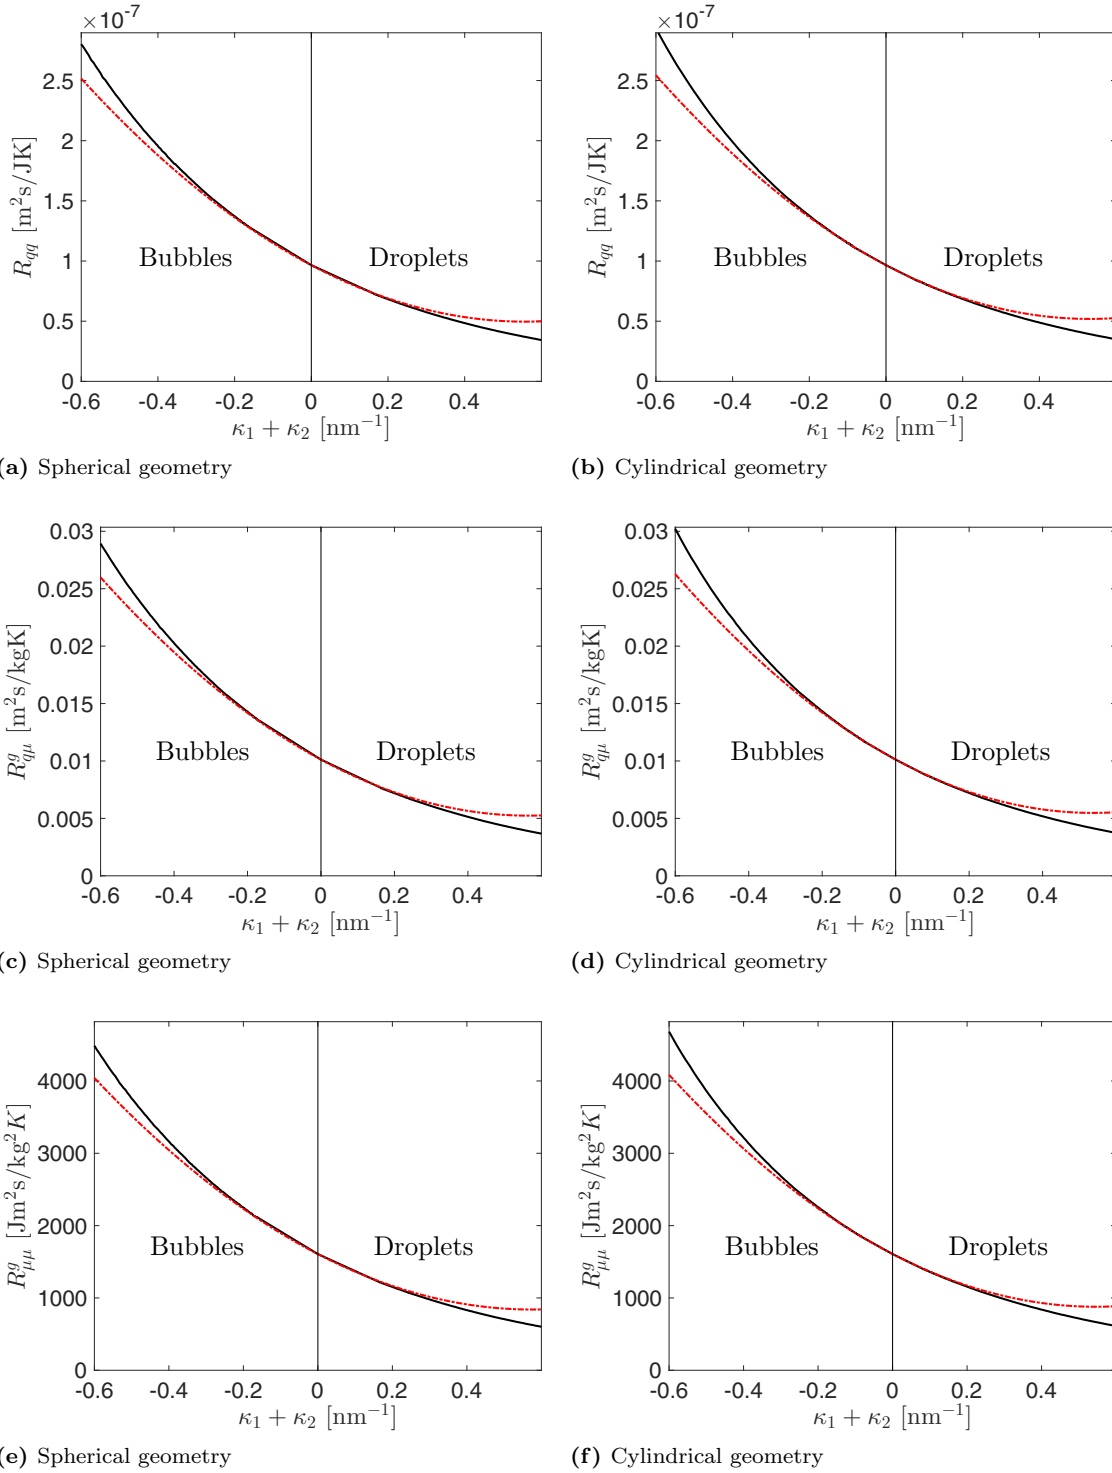 ×10⁻⁷
2.5
2
1.5
1
0.5
0
R_qq [m²s/JK]
Bubbles
Droplets
-0.6 -0.4 -0.2 0 0.2 0.4
κ₁ + κ₂ [nm⁻¹]
(a) Spherical geometry
×10⁻⁷
2.5
2
1.5
1
0.5
0
R_qq [m²s/JK]
Bubbles
Droplets
-0.6 -0.4 -0.2 0 0.2 0.4
κ₁ + κ₂ [nm⁻¹]
(b) Cylindrical geometry
0.03
0.025
0.02
0.015
0.01
0.005
0
R^g_qμ [m²s/kgK]
Bubbles
Droplets
-0.6 -0.4 -0.2 0 0.2 0.4
κ₁ + κ₂ [nm⁻¹]
(c) Spherical geometry
0.03
0.025
0.02
0.015
0.01
0.005
0
R^g_qμ [m²s/kgK]
Bubbles
Droplets
-0.6 -0.4 -0.2 0 0.2 0.4
κ₁ + κ₂ [nm⁻¹]
(d) Cylindrical geometry
4000
3000
2000
1000
0
R^g_μμ [Jm²s/kg²K]
Bubbles
Droplets
-0.6 -0.4 -0.2 0 0.2 0.4
κ₁ + κ₂ [nm⁻¹]
(e) Spherical geometry
4000
3000
2000
1000
0
R^g_μμ [Jm²s/kg²K]
Bubbles
Droplets
-0.6 -0.4 -0.2 0 0.2 0.4
κ₁ + κ₂ [nm⁻¹]
(f) Cylindrical geometry